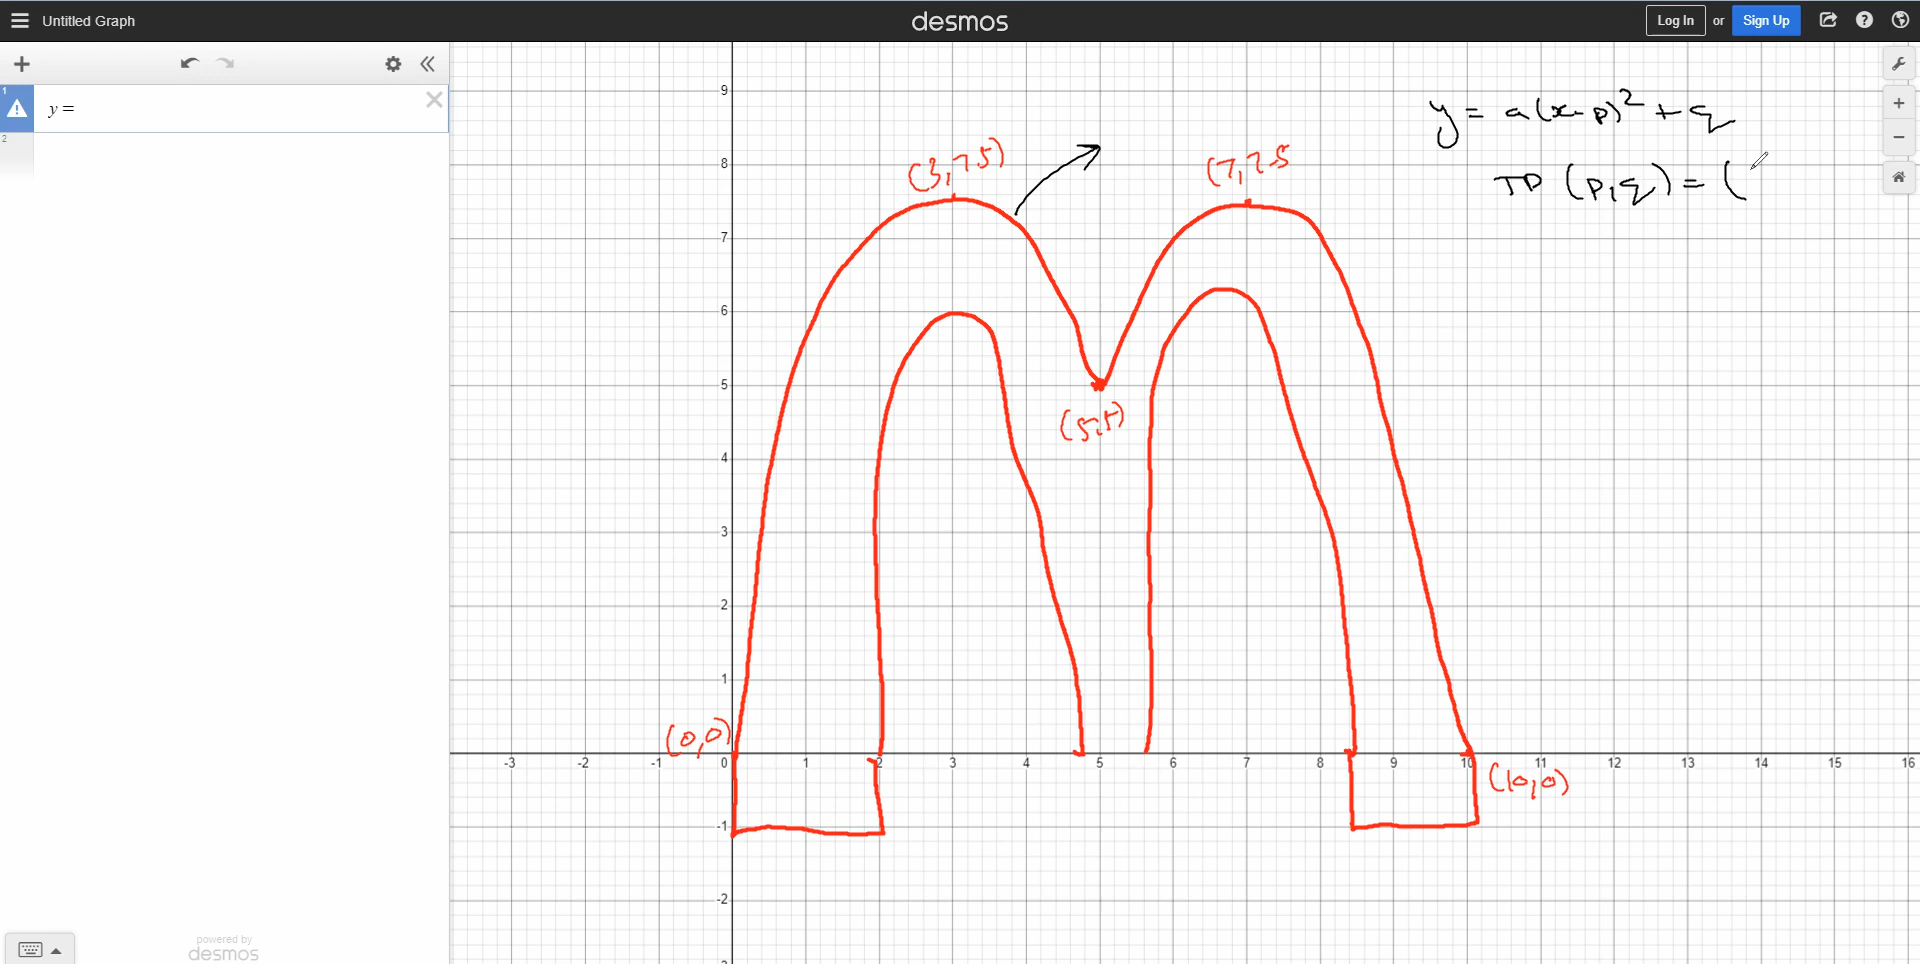 Untitled Graph
desmos
Log In or Sign Up
1
y =
2
y = a(x-p)² + q
TP (p,q) = (
(3,7.5)
(7,7.5
(5,5)
(0,0)
(10,0)
9
8
7
6
5
4
3
2
1
-3 -2 -1 0 1 2 3 4 5 6 7 8 9 10 11 12 13 14 15 16
-1
-2
powered by
desmos